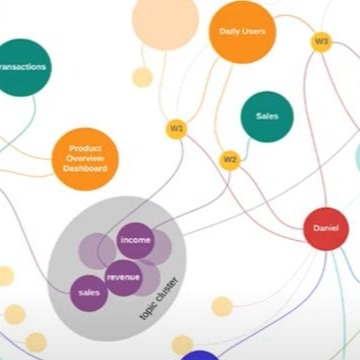 Daily Users
W3
ransactions
Sales
W1
Product
Overview
Dashboard
W2
Daniel
income
revenue
sales
topic cluster